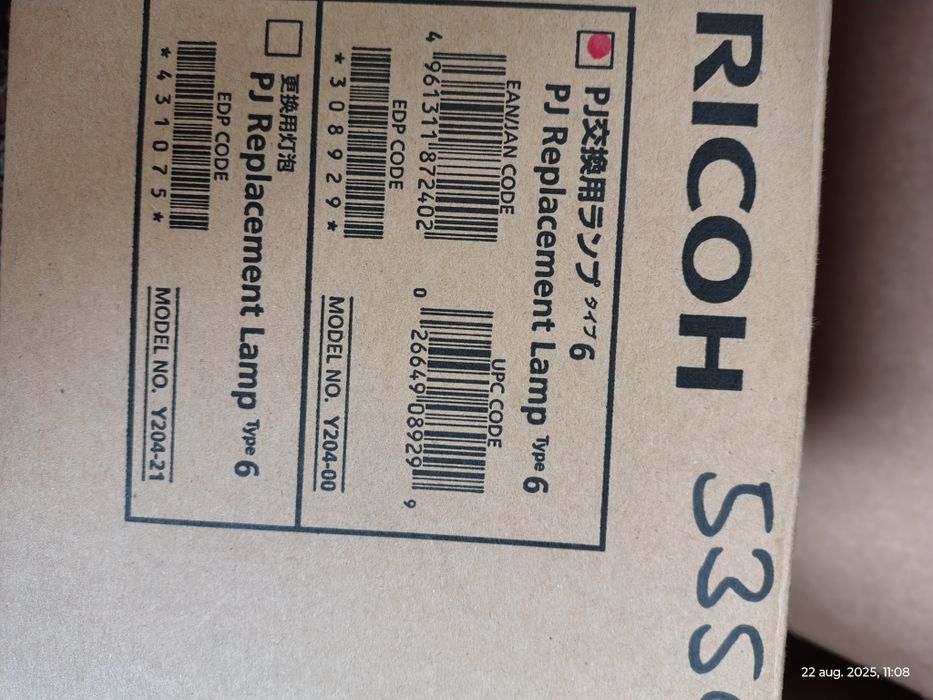 RICOH
PJ交換用ランプ タイプ6
PJ Replacement Lamp Type 6
EAN/JAN CODE
4 961311 872402
UPC CODE
0 26649 08929 9
EDP CODE
*308929*
MODEL NO. Y204-00
更換用灯泡
PJ Replacement Lamp Type 6
EDP CODE
*431075*
MODEL NO. Y204-21
22 aug. 2025, 11:08